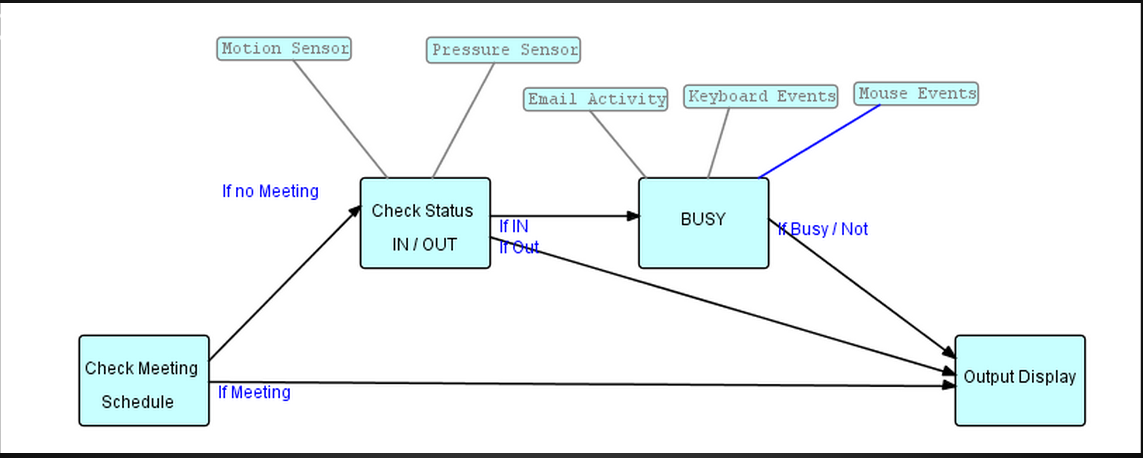 Motion Sensor
Pressure Sensor
Email Activity
Keyboard Events
Mouse Events
If no Meeting
Check Status
IN / OUT
If IN
If Out
BUSY
If Busy / Not
Check Meeting
Schedule
If Meeting
Output Display